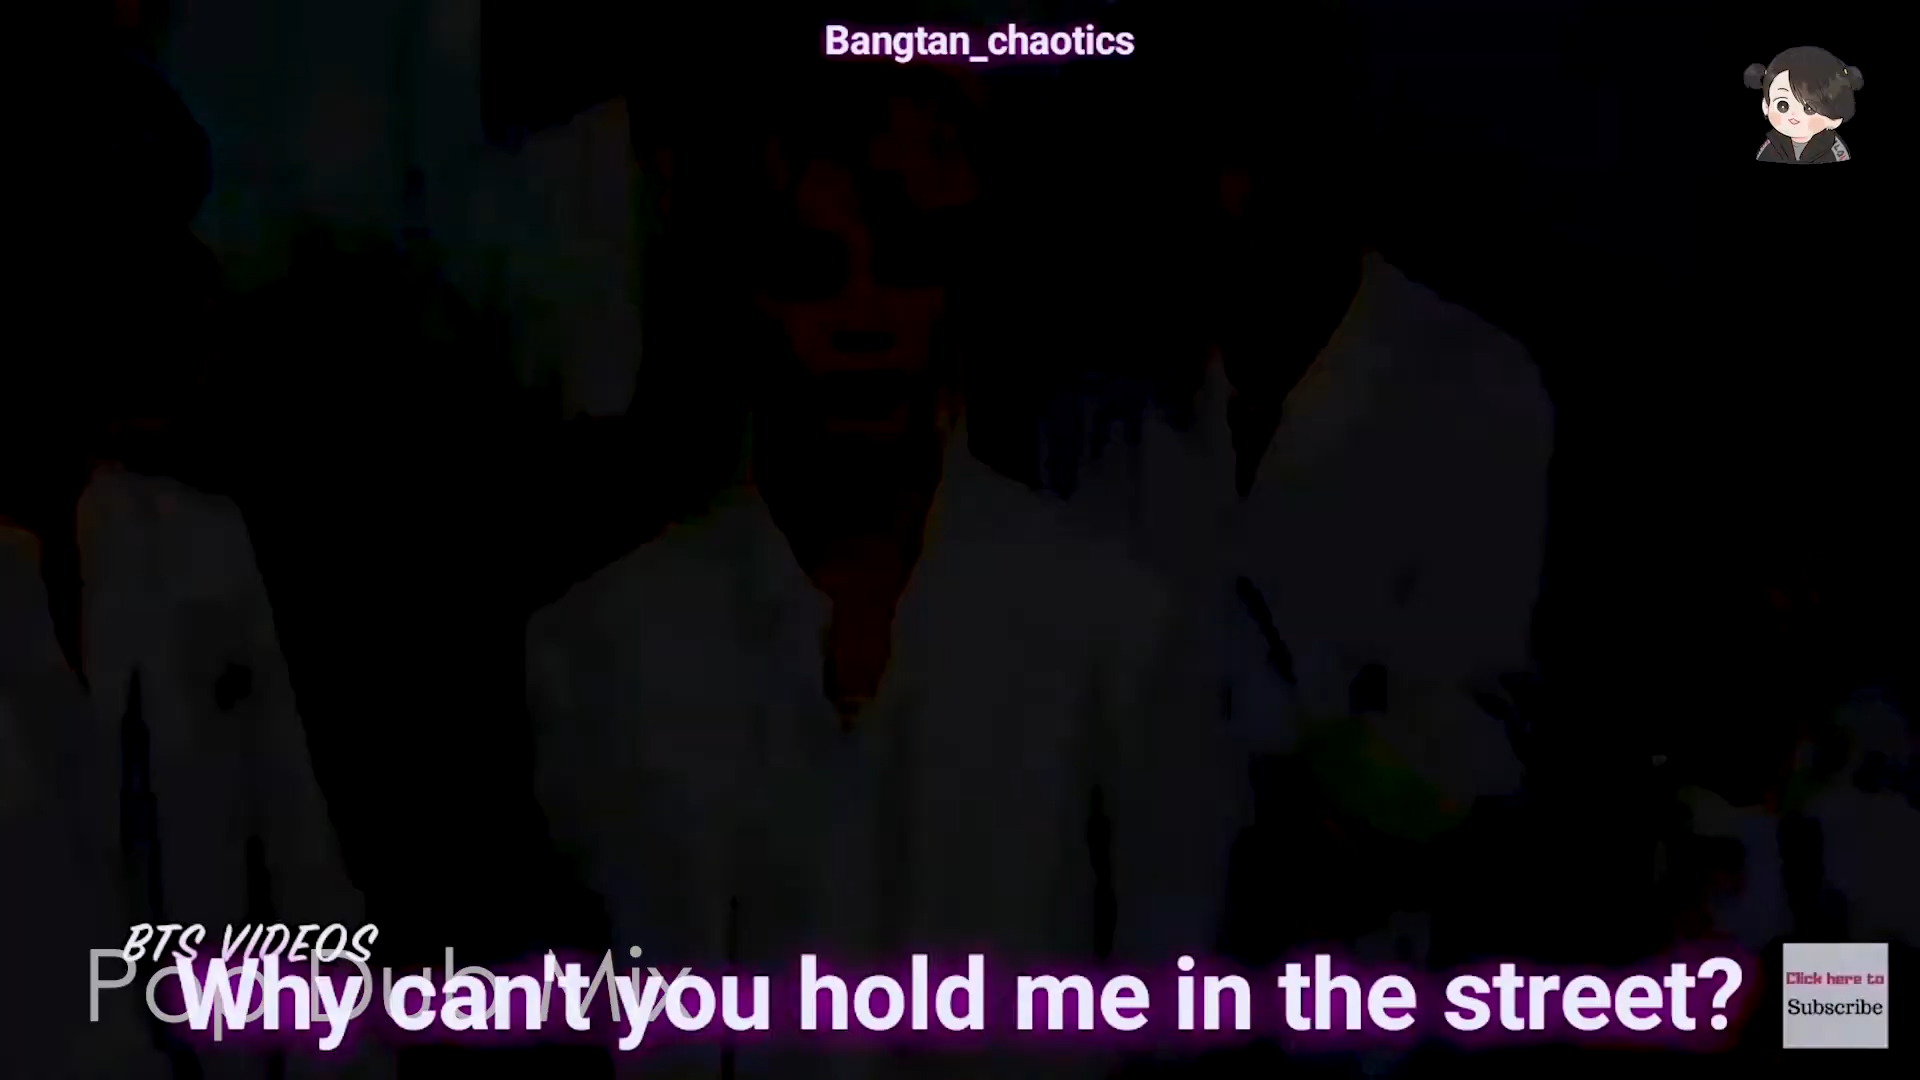 Bangtan_chaotics
BTS VIDEOS
Pop Dub Mix
Why can't you hold me in the street?
Click here to
Subscribe